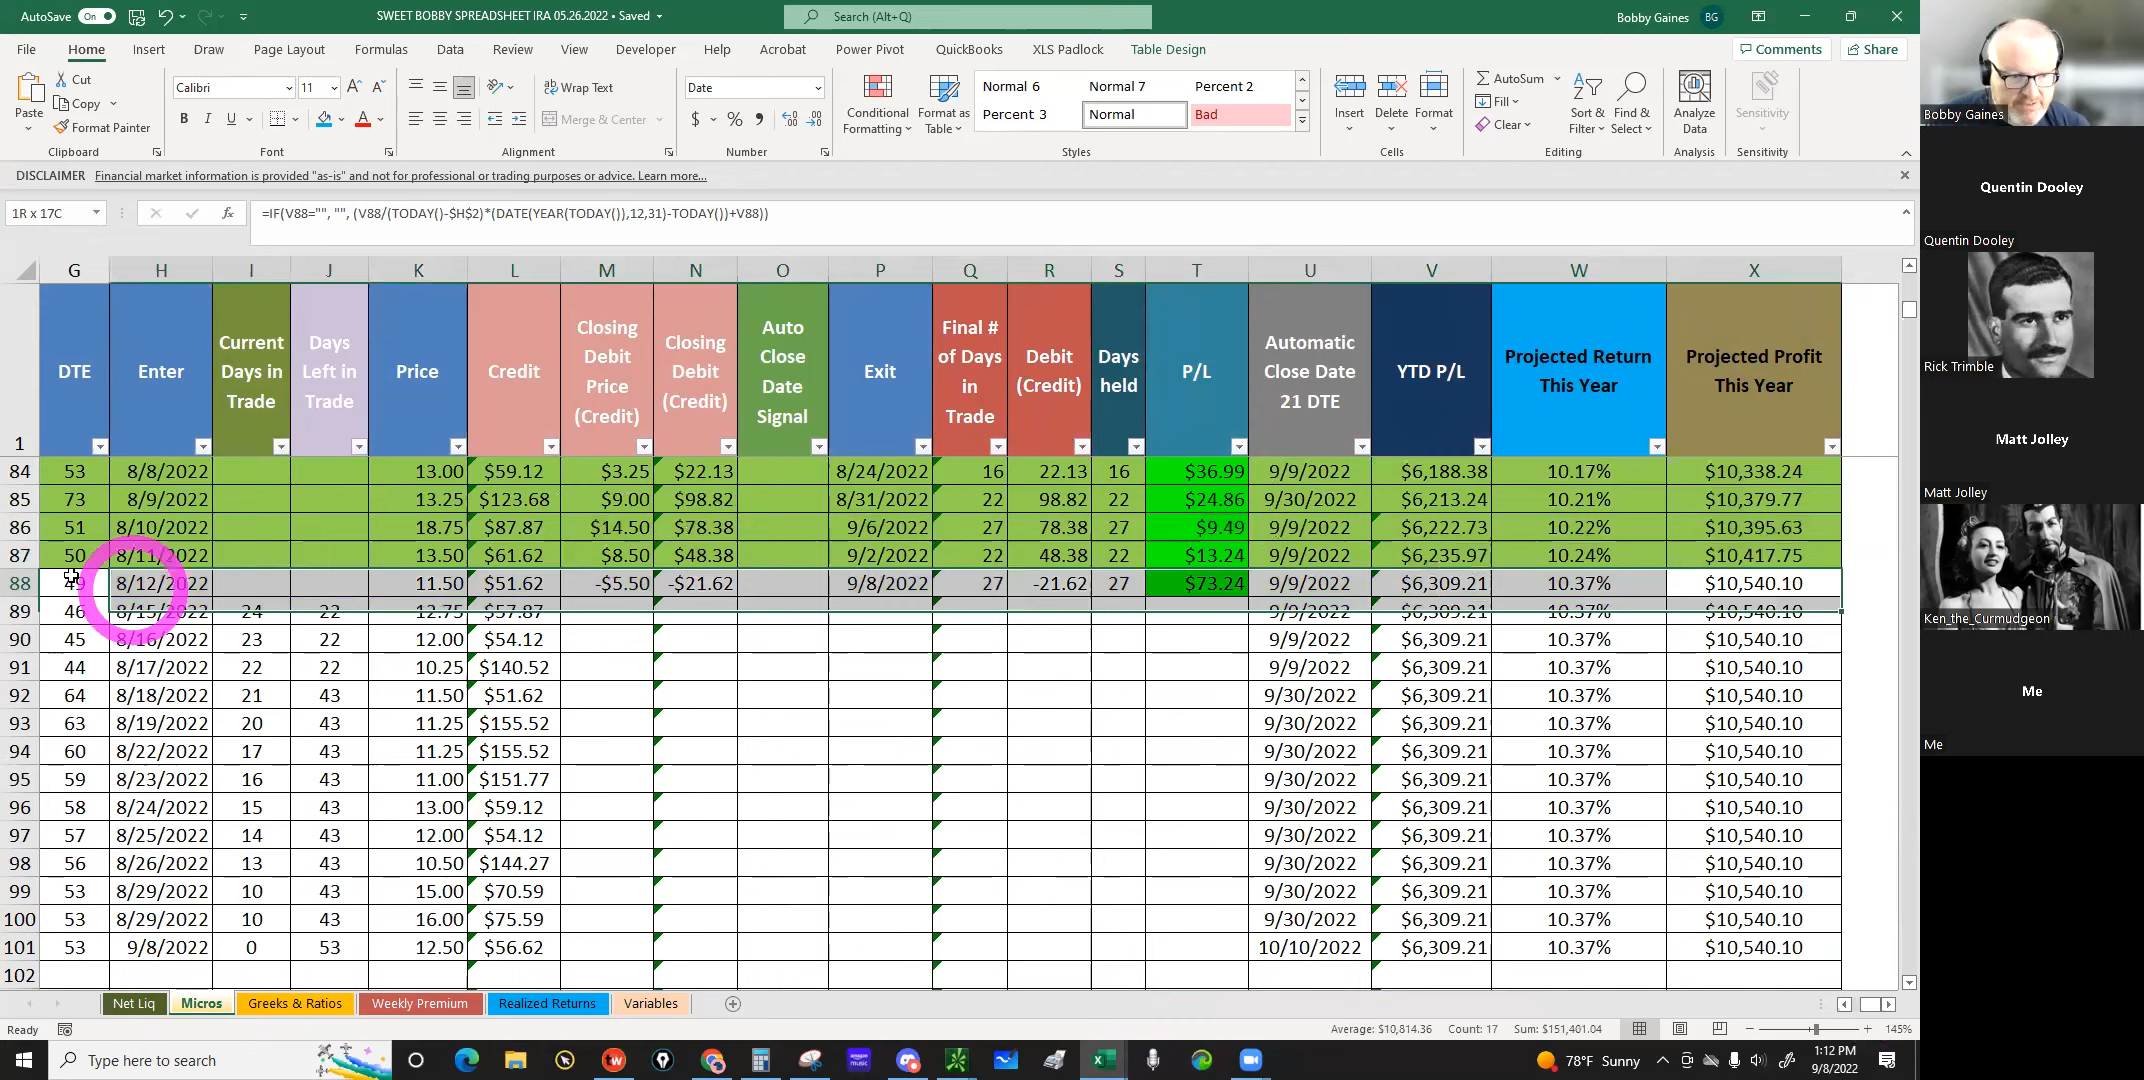 AutoSave On SWEET BOBBY SPREADSHEET IRA 05.26.2022 • Saved Search (Alt+Q) Bobby Gaines BG
File Home Insert Draw Page Layout Formulas Data Review View Developer Help Acrobat Power Pivot QuickBooks XLS Padlock Table Design Comments Share
Paste Cut Copy Format Painter
Calibri 11 B I U
Wrap Text Merge & Center
Date $ % 9
Conditional Formatting Format as Table
Normal 6 Normal 7 Percent 2
Percent 3 Normal Bad
Insert Delete Format
AutoSum Fill Clear Sort & Filter Find & Select
Analyze Data Sensitivity
Clipboard Font Alignment Number Styles Cells Editing Analysis Sensitivity
DISCLAIMER Financial market information is provided "as-is" and not for professional or trading purposes or advice. Learn more...
1R x 17C fx =IF(V88="", "", (V88/(TODAY()-$H$2)*(DATE(YEAR(TODAY()),12,31)-TODAY())+V88))
G H I J K L M N O P Q R S T U V W X
1 DTE Enter Current Days in Trade Days Left in Trade Price Credit Closing Debit Price (Credit) Closing Debit (Credit) Auto Close Date Signal Exit Final # of Days in Trade Debit (Credit) Days held P/L Automatic Close Date 21 DTE YTD P/L Projected Return This Year Projected Profit This Year
84 53 8/8/2022 13.00 $59.12 $3.25 $22.13 8/24/2022 16 22.13 16 $36.99 9/9/2022 $6,188.38 10.17% $10,338.24
85 73 8/9/2022 13.25 $123.68 $9.00 $98.82 8/31/2022 22 98.82 22 $24.86 9/30/2022 $6,213.24 10.21% $10,379.77
86 51 8/10/2022 18.75 $87.87 $14.50 $78.38 9/6/2022 27 78.38 27 $9.49 9/9/2022 $6,222.73 10.22% $10,395.63
87 50 8/11/2022 13.50 $61.62 $8.50 $48.38 9/2/2022 22 48.38 22 $13.24 9/9/2022 $6,235.97 10.24% $10,417.75
88 49 8/12/2022 11.50 $51.62 -$5.50 -$21.62 9/8/2022 27 -21.62 27 $73.24 9/9/2022 $6,309.21 10.37% $10,540.10
89 46 8/15/2022 24 22 12.75 $57.87 9/9/2022 $6,309.21 10.37% $10,540.10
90 45 8/16/2022 23 22 12.00 $54.12 9/9/2022 $6,309.21 10.37% $10,540.10
91 44 8/17/2022 22 22 10.25 $140.52 9/9/2022 $6,309.21 10.37% $10,540.10
92 64 8/18/2022 21 43 11.50 $51.62 9/30/2022 $6,309.21 10.37% $10,540.10
93 63 8/19/2022 20 43 11.25 $155.52 9/30/2022 $6,309.21 10.37% $10,540.10
94 60 8/22/2022 17 43 11.25 $155.52 9/30/2022 $6,309.21 10.37% $10,540.10
95 59 8/23/2022 16 43 11.00 $151.77 9/30/2022 $6,309.21 10.37% $10,540.10
96 58 8/24/2022 15 43 13.00 $59.12 9/30/2022 $6,309.21 10.37% $10,540.10
97 57 8/25/2022 14 43 12.00 $54.12 9/30/2022 $6,309.21 10.37% $10,540.10
98 56 8/26/2022 13 43 10.50 $144.27 9/30/2022 $6,309.21 10.37% $10,540.10
99 53 8/29/2022 10 43 15.00 $70.59 9/30/2022 $6,309.21 10.37% $10,540.10
100 53 8/29/2022 10 43 16.00 $75.59 9/30/2022 $6,309.21 10.37% $10,540.10
101 53 9/8/2022 0 53 12.50 $56.62 10/10/2022 $6,309.21 10.37% $10,540.10
102
Net Liq Micros Greeks & Ratios Weekly Premium Realized Returns Variables
Ready Average: $10,814.36 Count: 17 Sum: $151,401.04 145%
Type here to search 78°F Sunny 1:12 PM
9/8/2022
Bobby Gaines
Quentin Dooley
Quentin Dooley
Rick Trimble
Matt Jolley
Matt Jolley
Ken_the_Curmudgeon
Me
Me